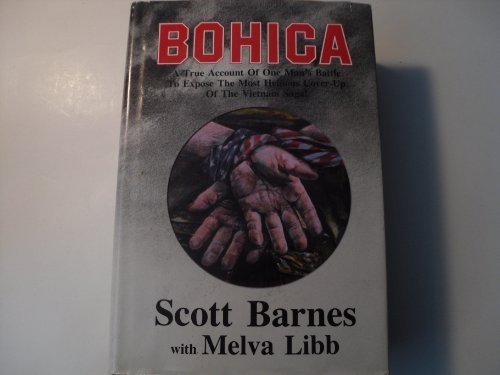 BOHICA
A True Account Of One Man's Battle
To Expose The Most Heinous Cover-Up
Of The Vietnam Saga!
Scott Barnes
with Melva Libb